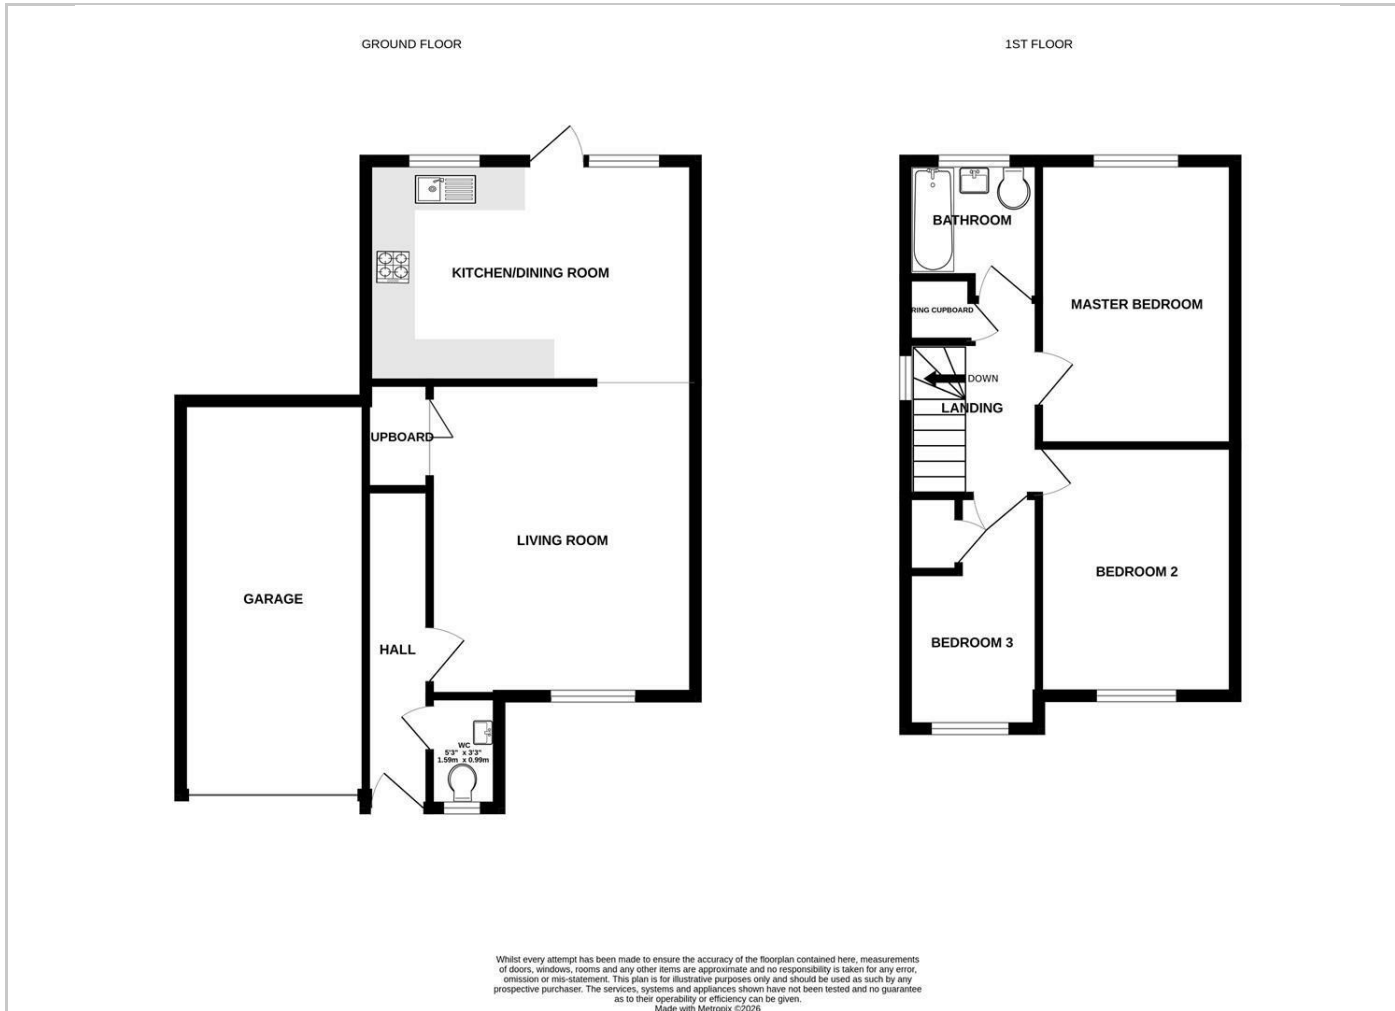 GROUND FLOOR
1ST FLOOR
KITCHEN/DINING ROOM
UPBOARD
LIVING ROOM
GARAGE
HALL
WC
5'3" x 3'3"
1.59m x 0.99m
BATHROOM
RING CUPBOARD
MASTER BEDROOM
DOWN
LANDING
BEDROOM 2
BEDROOM 3
Whilst every attempt has been made to ensure the accuracy of the floorplan contained here, measurements
of doors, windows, rooms and any other items are approximate and no responsibility is taken for any error,
omission or mis-statement. This plan is for illustrative purposes only and should be used as such by any
prospective purchaser. The services, systems and appliances shown have not been tested and no guarantee
as to their operability or efficiency can be given.
Made with Metropix ©2026